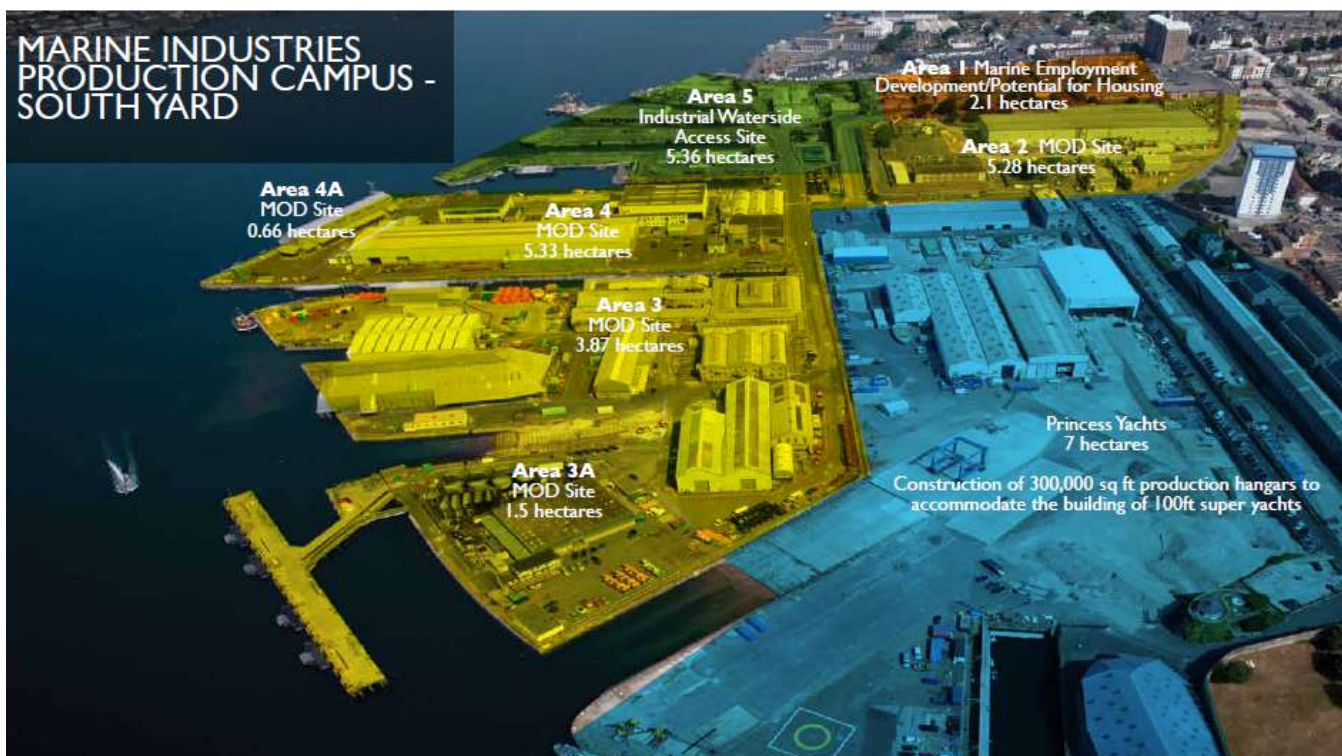 MARINE INDUSTRIES
PRODUCTION CAMPUS -
SOUTH YARD
Area 1 Marine Employment
Development/Potential for Housing
2.1 hectares
Area 5
Industrial Waterside
Access Site
5.36 hectares
Area 2 MOD Site
5.28 hectares
Area 4A
MOD Site
0.66 hectares
Area 4
MOD Site
5.33 hectares
Area 3
MOD Site
3.87 hectares
Princess Yachts
7 hectares
Construction of 300,000 sq ft production hangars to
accommodate the building of 100ft super yachts
Area 3A
MOD Site
1.5 hectares